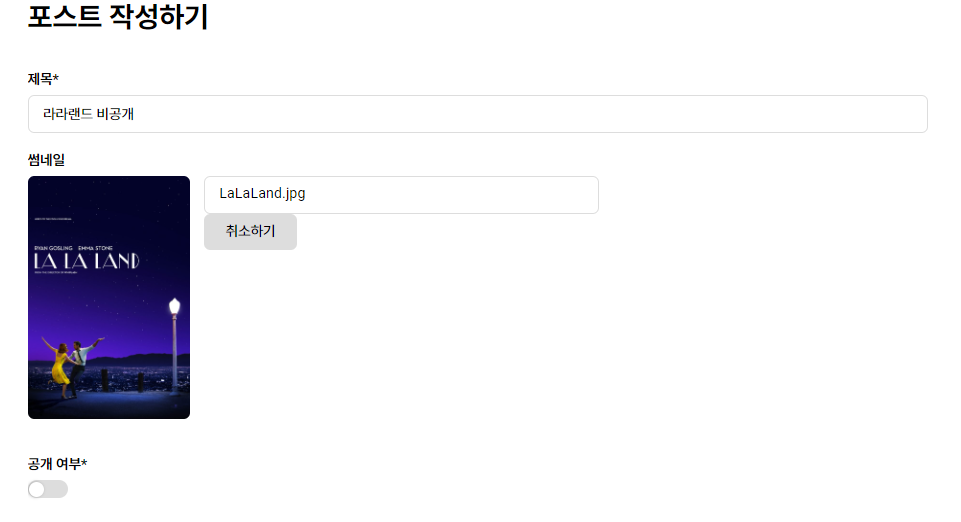 포스트 작성하기
제목*
라라랜드 비공개
썸네일
LaLaLand.jpg
취소하기
RYAN GOSLING EMMA STONE
LA LA LAND
공개 여부*